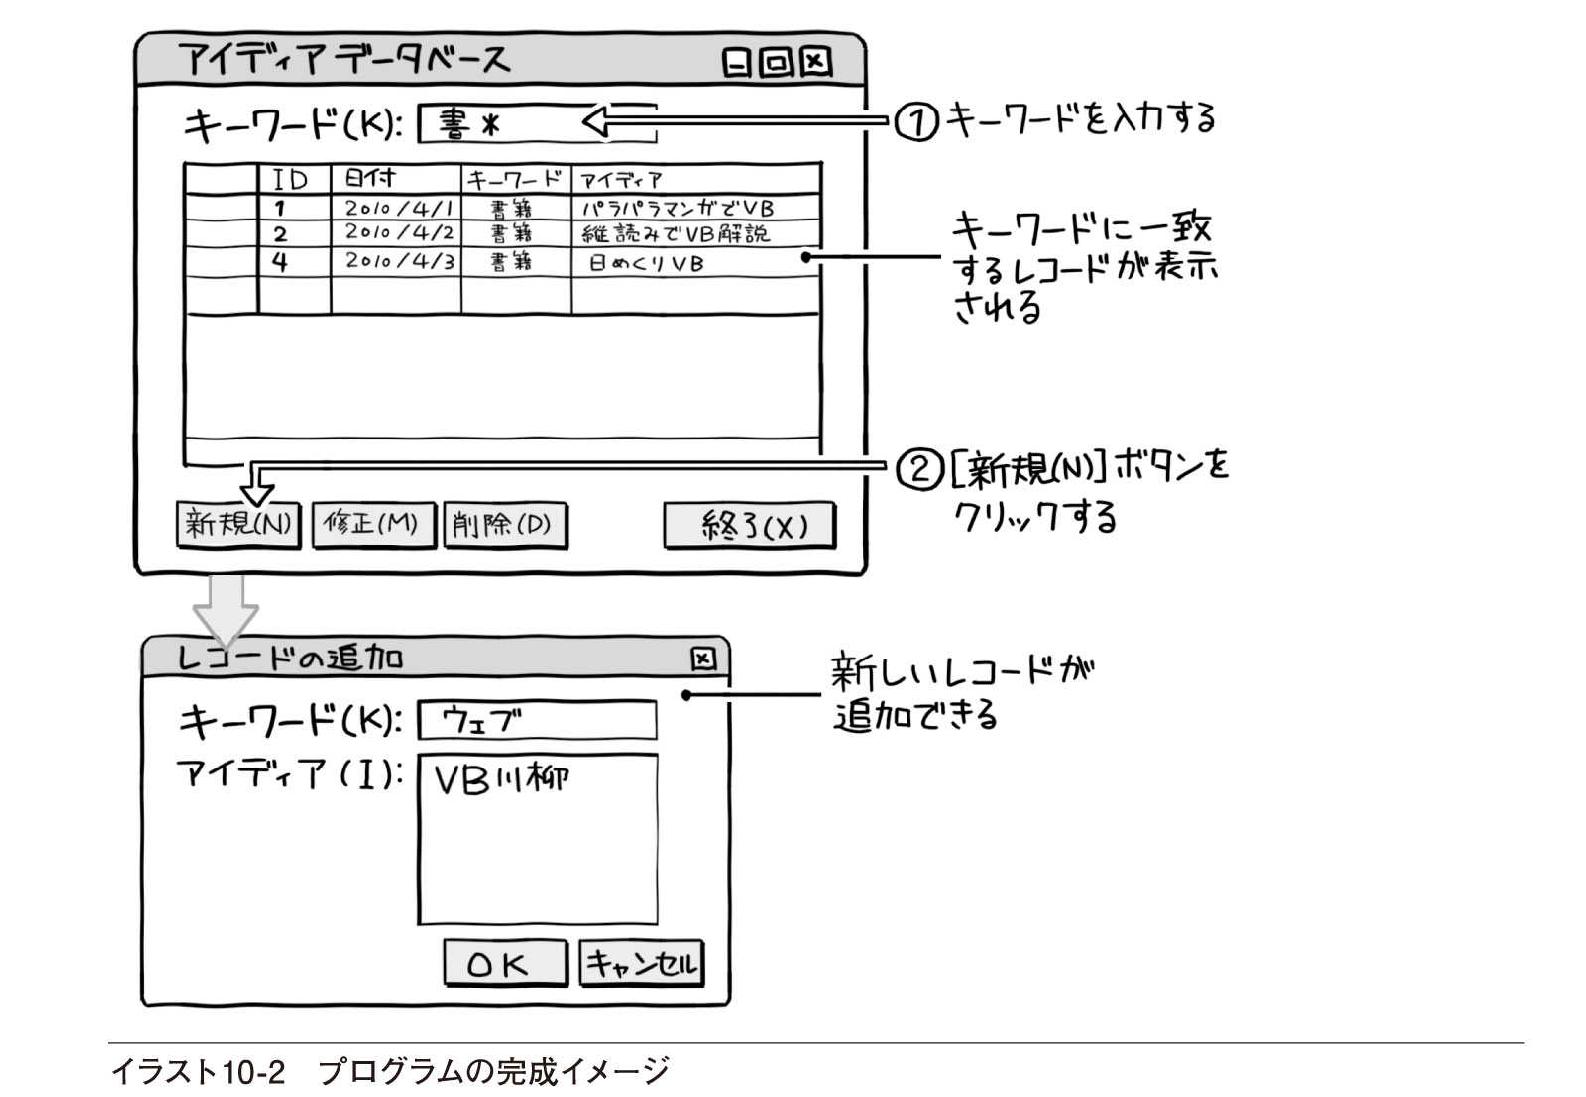 アイディアデータベース
キーワード(K): 書*
①キーワードを入力する
ID 日付 キーワード アイディア
1 2010/4/1 書籍 パラパラマンガでVB
2 2010/4/2 書籍 縦読みでVB解説
4 2010/4/3 書籍 日めくりVB
キーワードに一致
するレコードが表示
される
②[新規(N)]ボタンを
クリックする
新規(N) 修正(M) 削除(D) 終了(X)
レコードの追加
キーワード(K): ウェブ
アイディア(I): VB川柳
新しいレコードが
追加できる
OK キャンセル
イラスト10-2 プログラムの完成イメージ